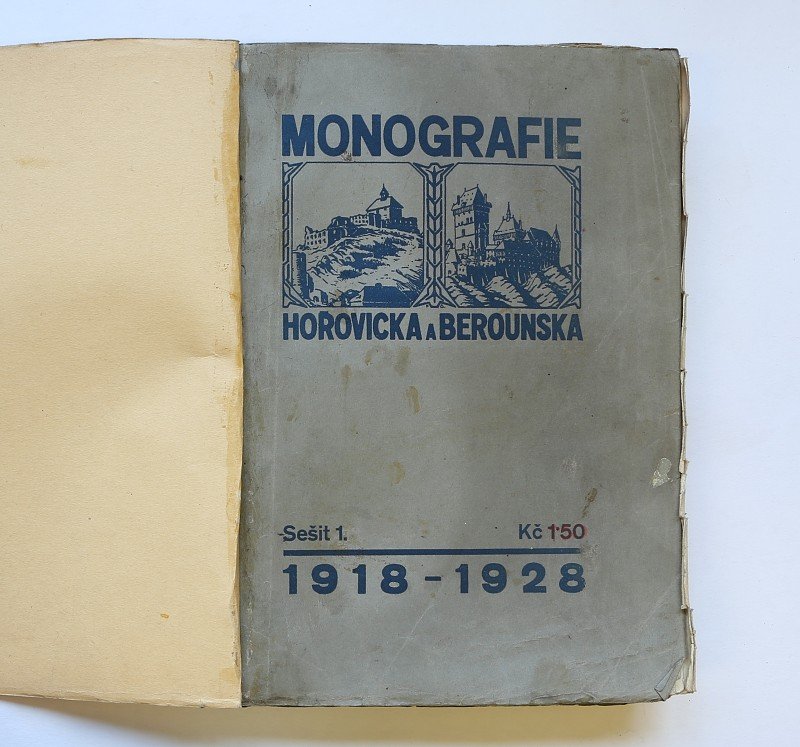 MONOGRAFIE
HOŘOVICKA A BEROUNSKA
Sešit 1. Kč 1·50
1918 - 1928